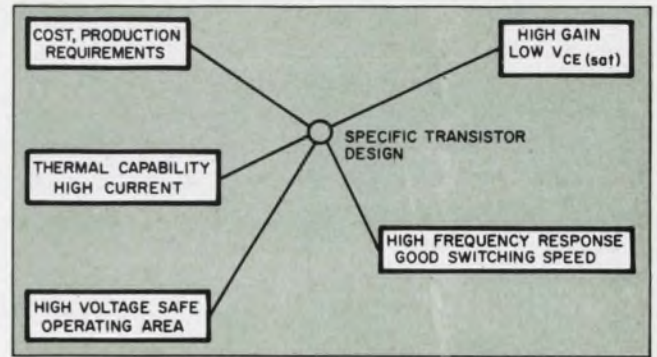 COST, PRODUCTION
REQUIREMENTS
HIGH GAIN
LOW VCE (sat)
SPECIFIC TRANSISTOR
DESIGN
THERMAL CAPABILITY
HIGH CURRENT
HIGH FREQUENCY RESPONSE
GOOD SWITCHING SPEED
HIGH VOLTAGE SAFE
OPERATING AREA